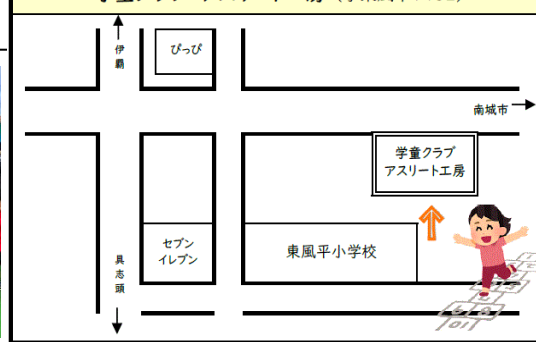 伊覇
ぴっぴ
南城市
学童クラブ
アスリート工房
セブン
イレブン
東風平小学校
具志頭